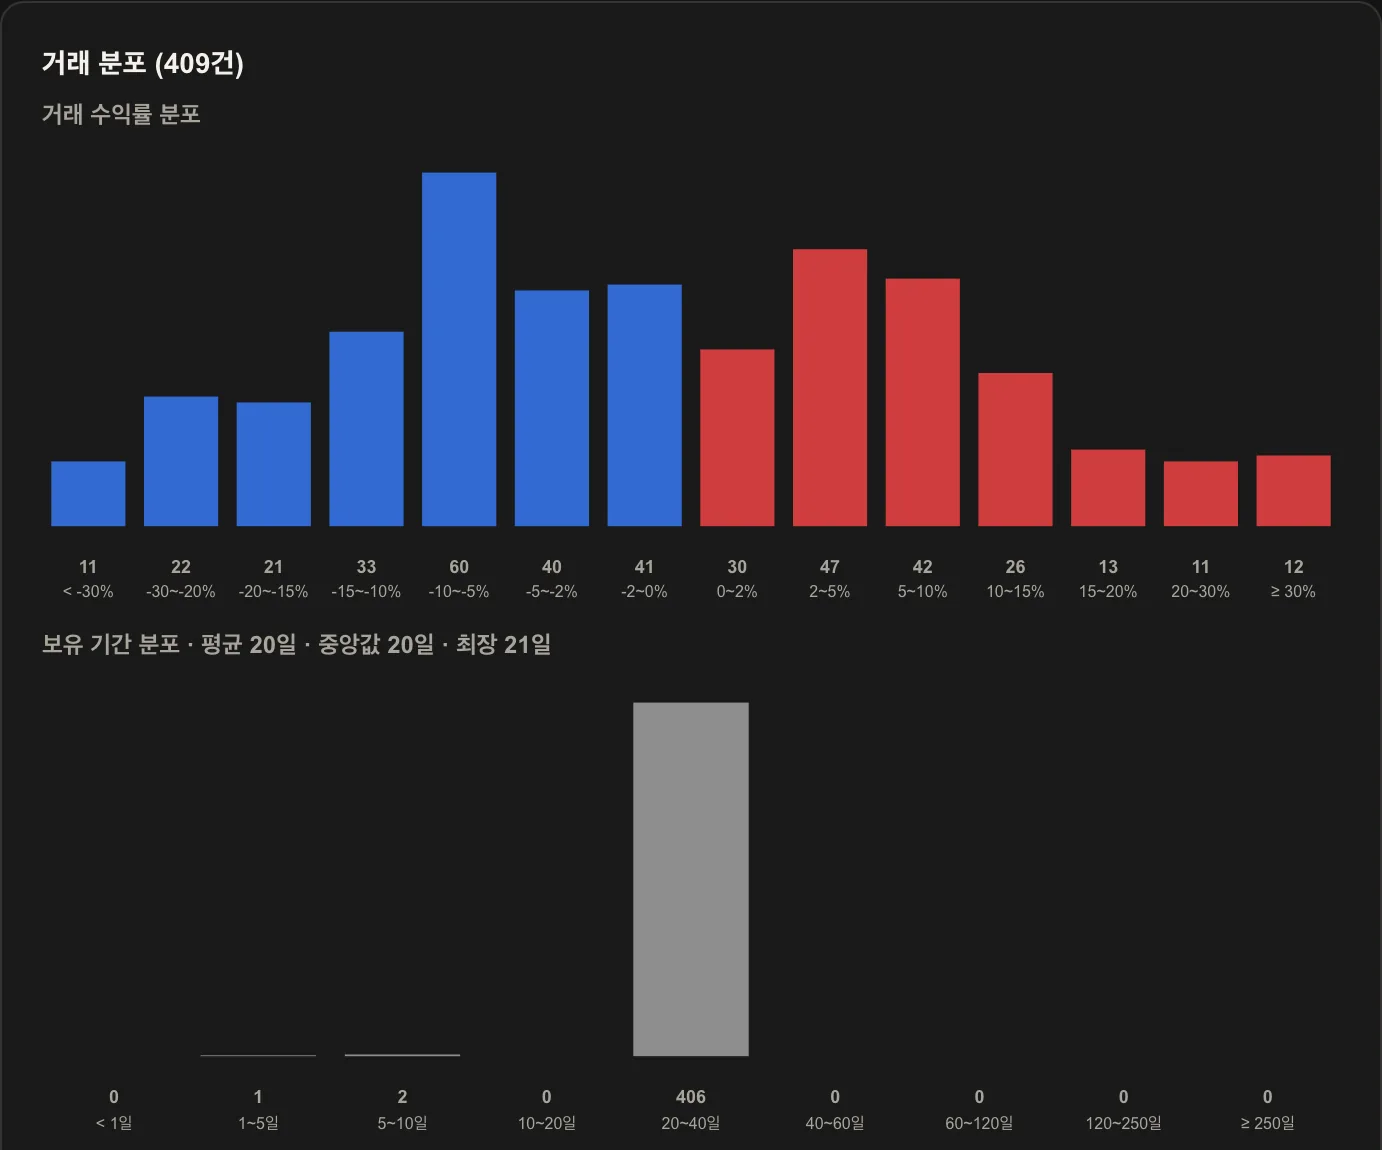 거래 분포 (409건)
거래 수익률 분포
11 22 21 33 60 40 41 30 47 42 26 13 11 12
< -30% -30~-20% -20~-15% -15~-10% -10~-5% -5~-2% -2~0% 0~2% 2~5% 5~10% 10~15% 15~20% 20~30% ≥ 30%
보유 기간 분포 · 평균 20일 · 중앙값 20일 · 최장 21일
0 1 2 0 406 0 0 0 0
< 1일 1~5일 5~10일 10~20일 20~40일 40~60일 60~120일 120~250일 ≥ 250일